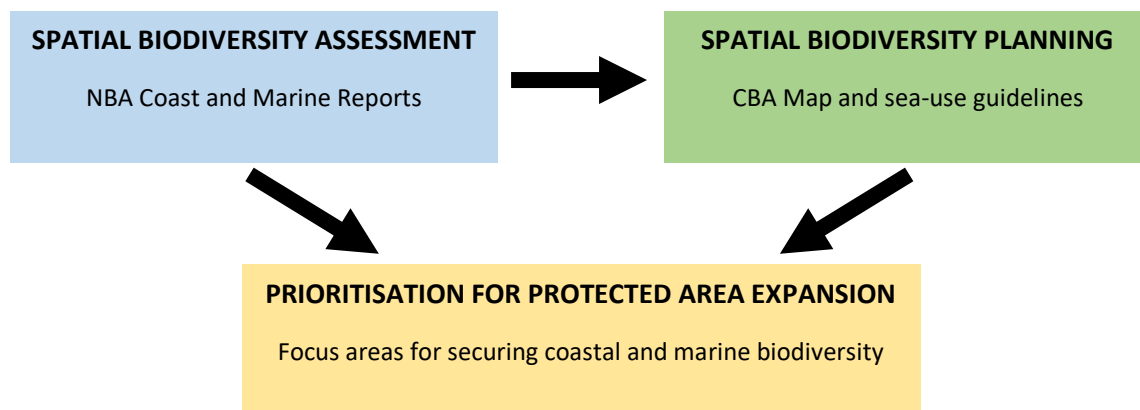 SPATIAL BIODIVERSITY ASSESSMENT
NBA Coast and Marine Reports
SPATIAL BIODIVERSITY PLANNING
CBA Map and sea-use guidelines
PRIORITISATION FOR PROTECTED AREA EXPANSION
Focus areas for securing coastal and marine biodiversity